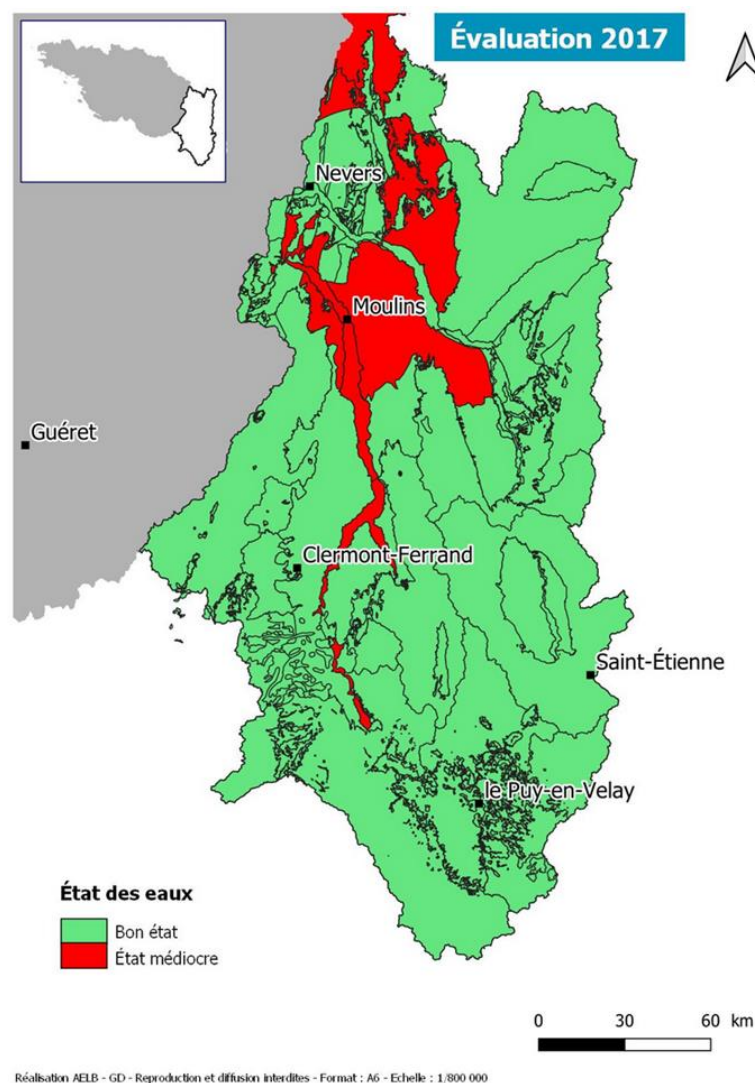 Évaluation 2017
Nevers
Moulins
Guéret
Clermont-Ferrand
Saint-Étienne
le Puy-en-Velay
État des eaux
Bon état
État médiocre
0 30 60 km
Réalisation AELB - GD - Reproduction et diffusion interdites - Format : A6 - Echelle : 1/800 000